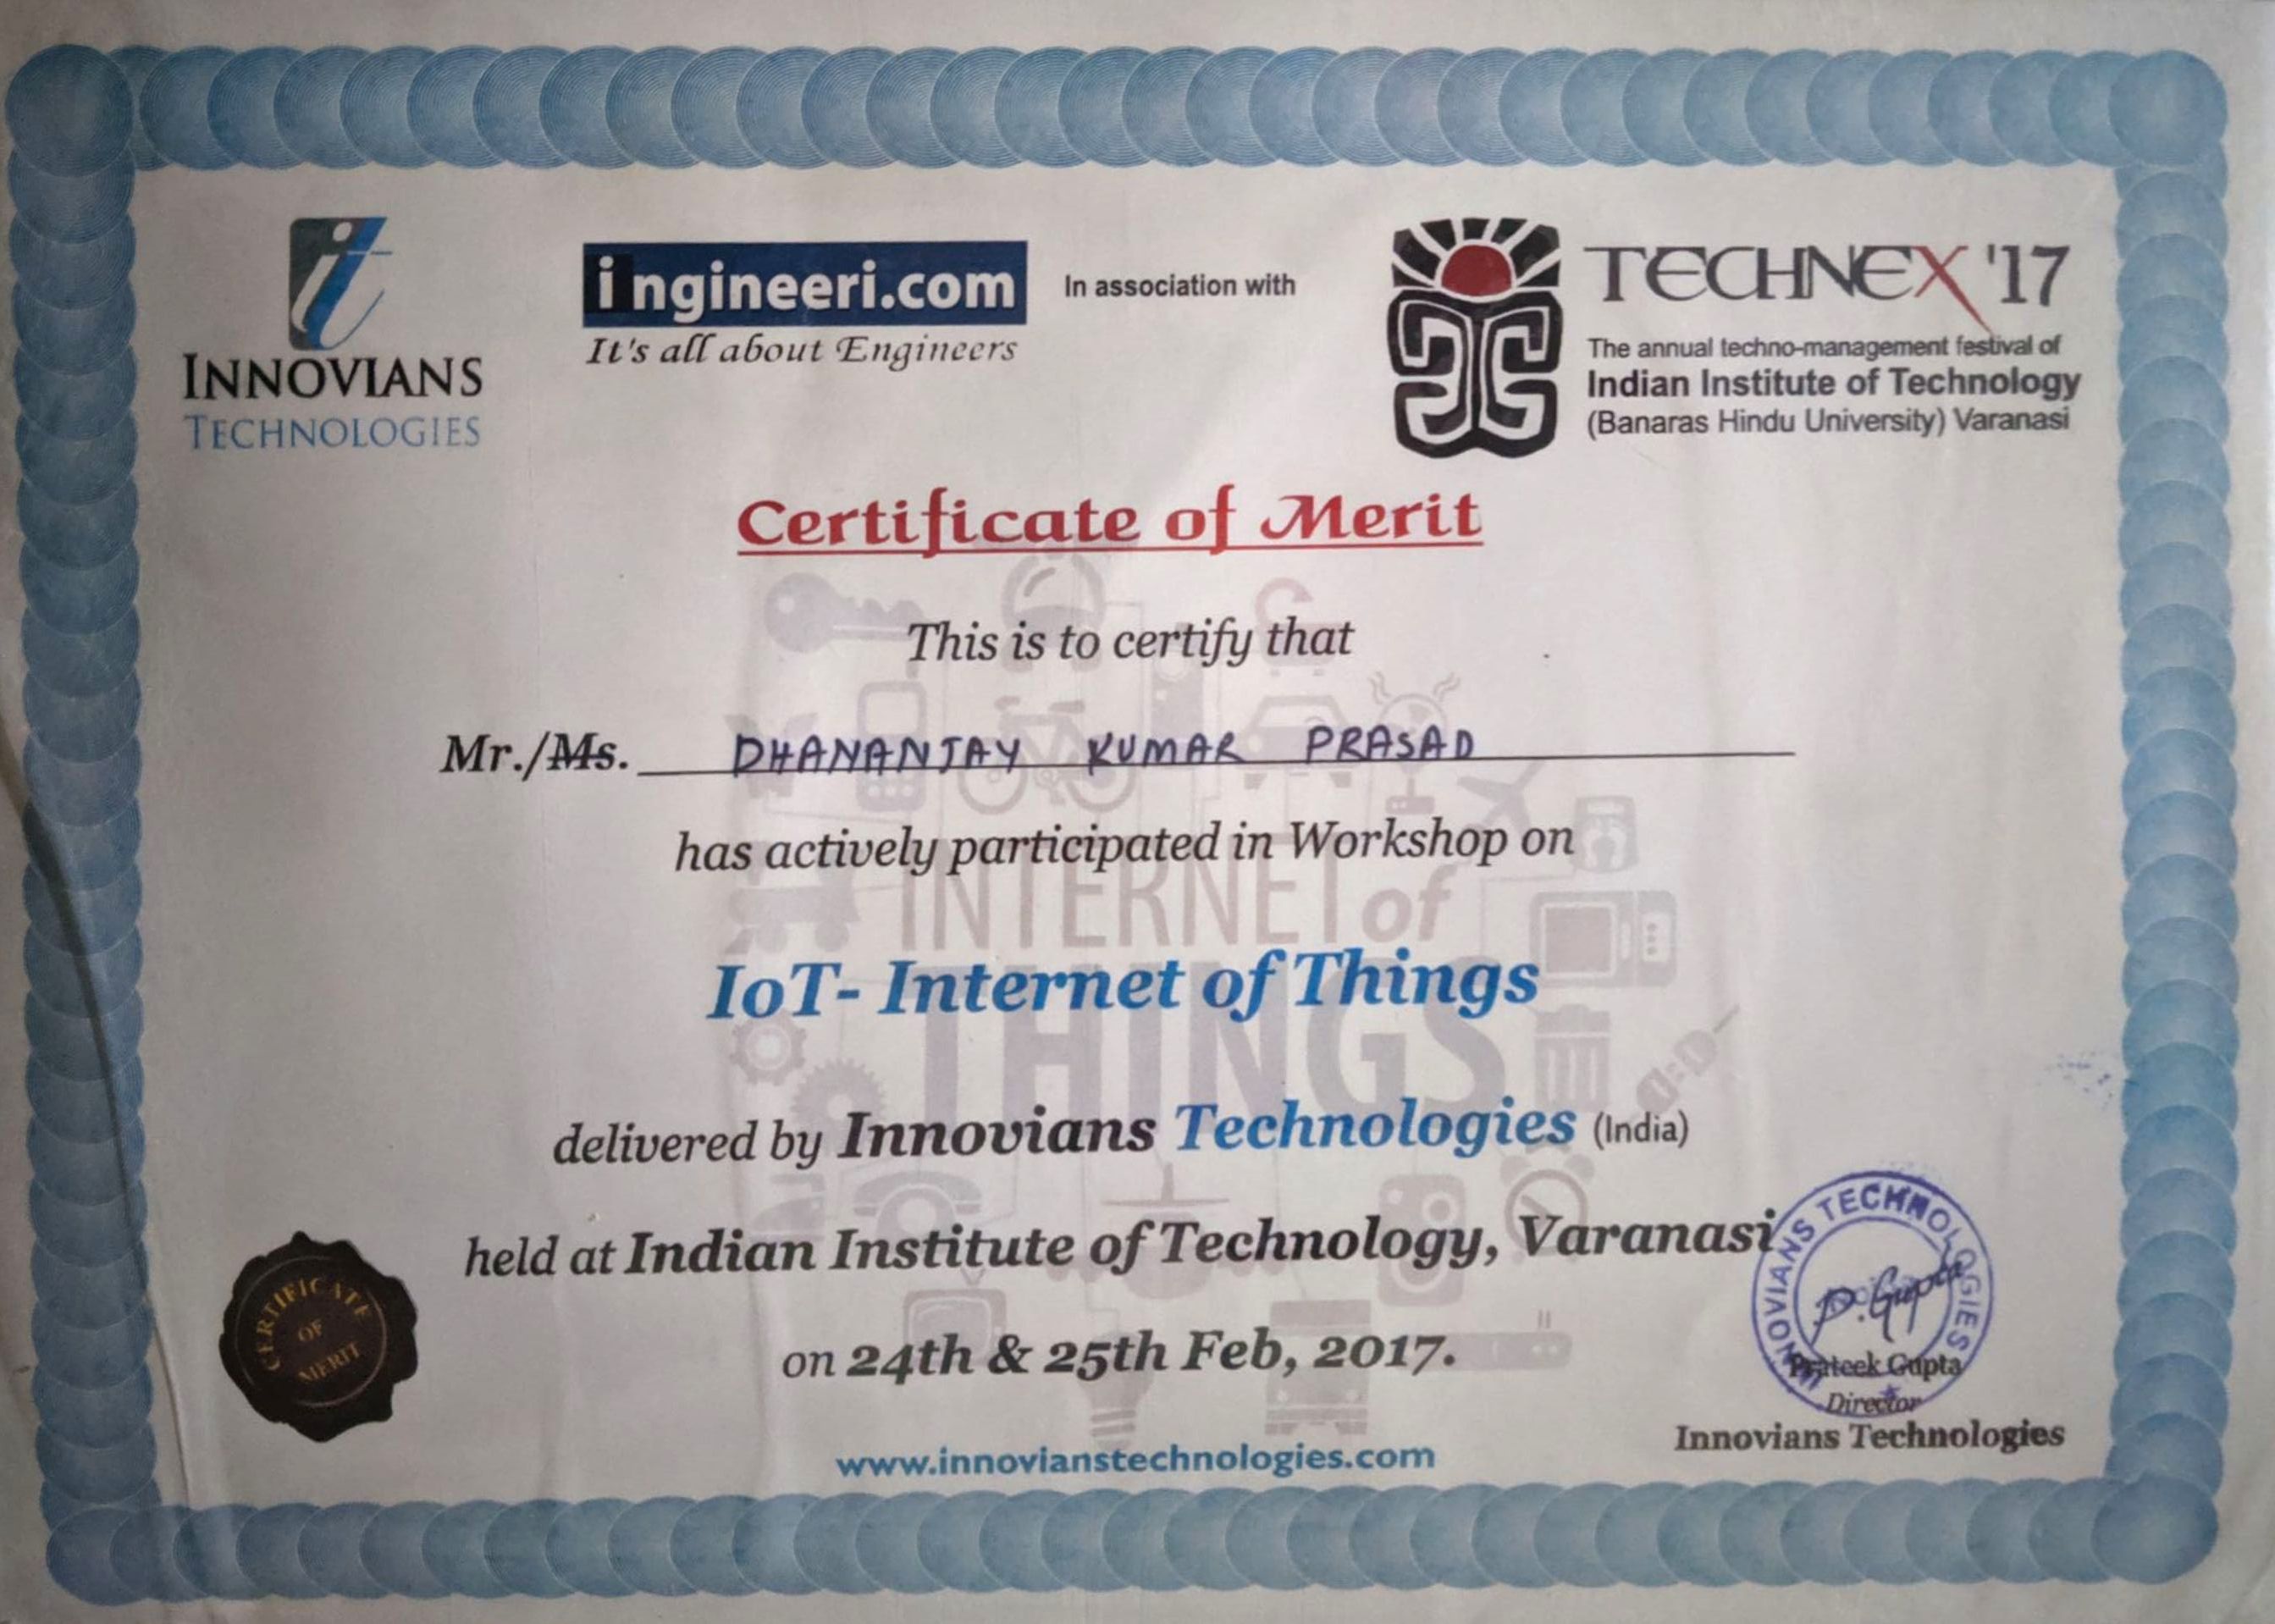 it
INNOVIANS
TECHNOLOGIES
i ngineeri.com
It's all about Engineers
In association with
TECHNEX '17
The annual techno-management festival of
Indian Institute of Technology
(Banaras Hindu University) Varanasi
Certificate of Merit
This is to certify that
Mr./Ms. DHANANJAY KUMAR PRASAD
has actively participated in Workshop on
INTERNET of
IoT- Internet of Things
THINGS
delivered by Innovians Technologies (India)
held at Indian Institute of Technology, Varanasi
on 24th & 25th Feb, 2017.
CERTIFICATE
OF
MERIT
INNOVIANS TECHNOLOGIES
P. Gupta
Prateek Gupta
Director
Innovians Technologies
www.innovianstechnologies.com